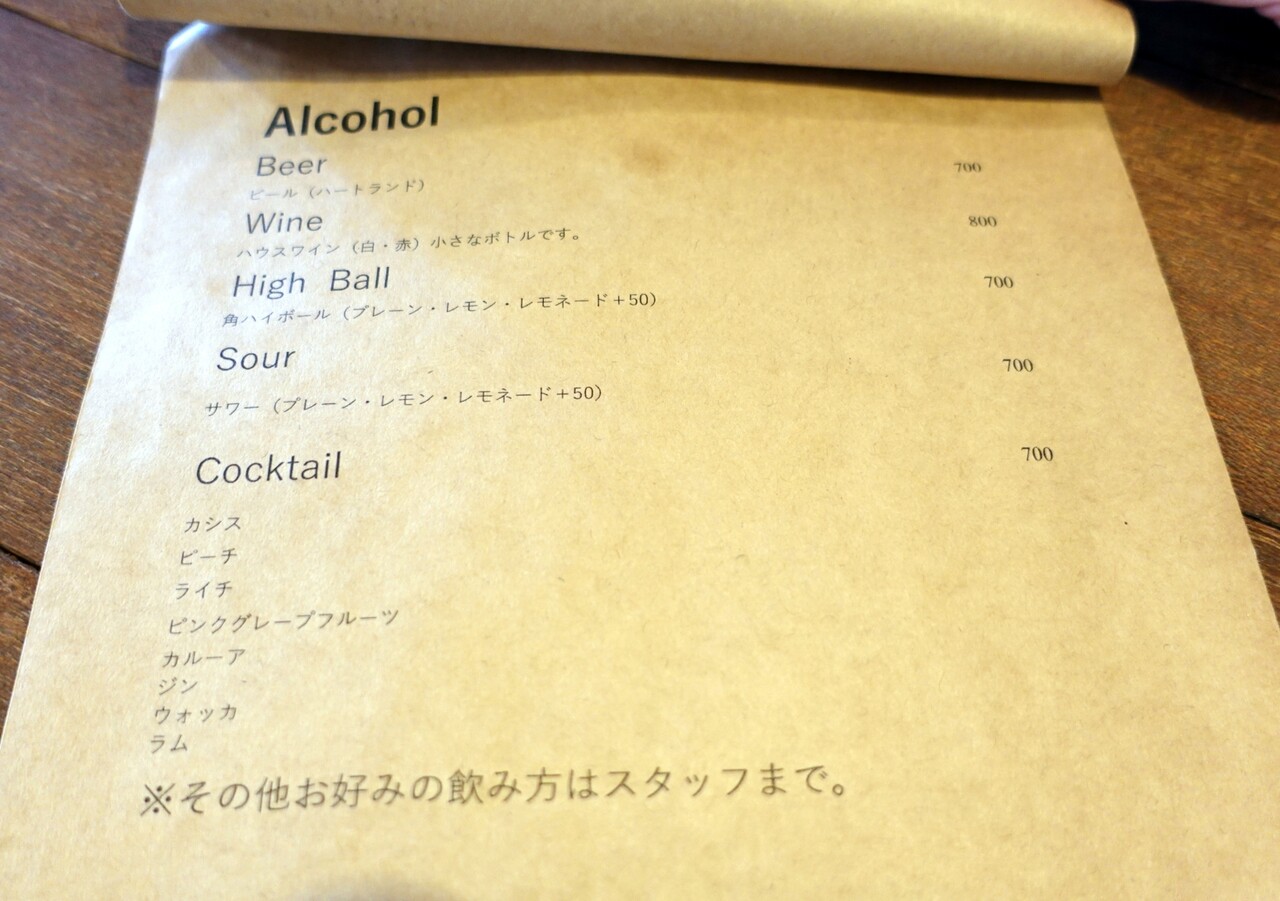 Alcohol
Beer 700
ビール（ハートランド）
Wine 800
ハウスワイン（白・赤）小さなボトルです。
High Ball 700
角ハイボール（プレーン・レモン・レモネード＋50）
Sour 700
サワー（プレーン・レモン・レモネード＋50）
Cocktail 700
カシス
ピーチ
ライチ
ピンクグレープフルーツ
カルーア
ジン
ウォッカ
ラム
※その他お好みの飲み方はスタッフまで。